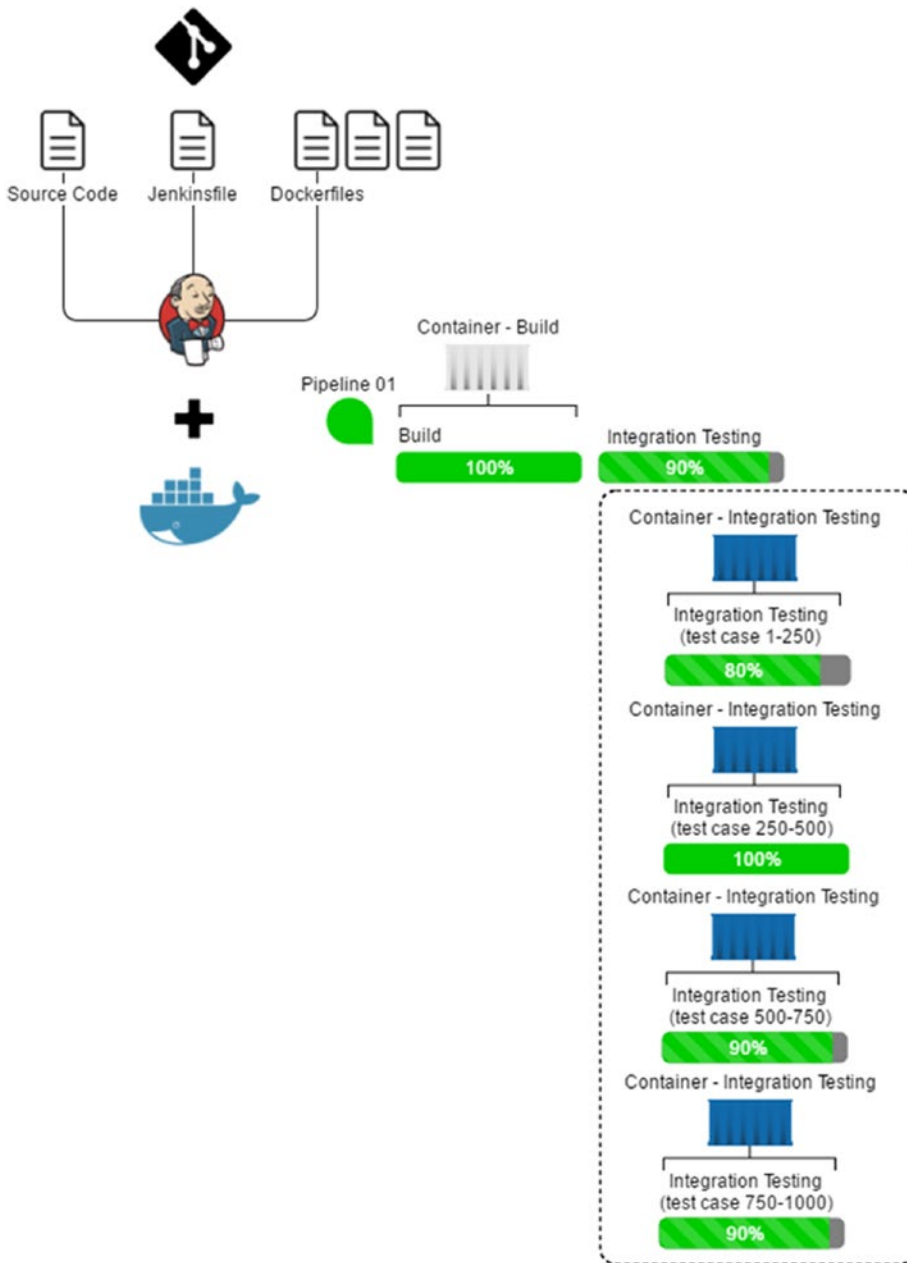 Source Code
Jenkinsfile
Dockerfiles
Container - Build
Pipeline 01
Build
100%
Integration Testing
90%
Container - Integration Testing
Integration Testing
(test case 1-250)
80%
Container - Integration Testing
Integration Testing
(test case 250-500)
100%
Container - Integration Testing
Integration Testing
(test case 500-750)
90%
Container - Integration Testing
Integration Testing
(test case 750-1000)
90%